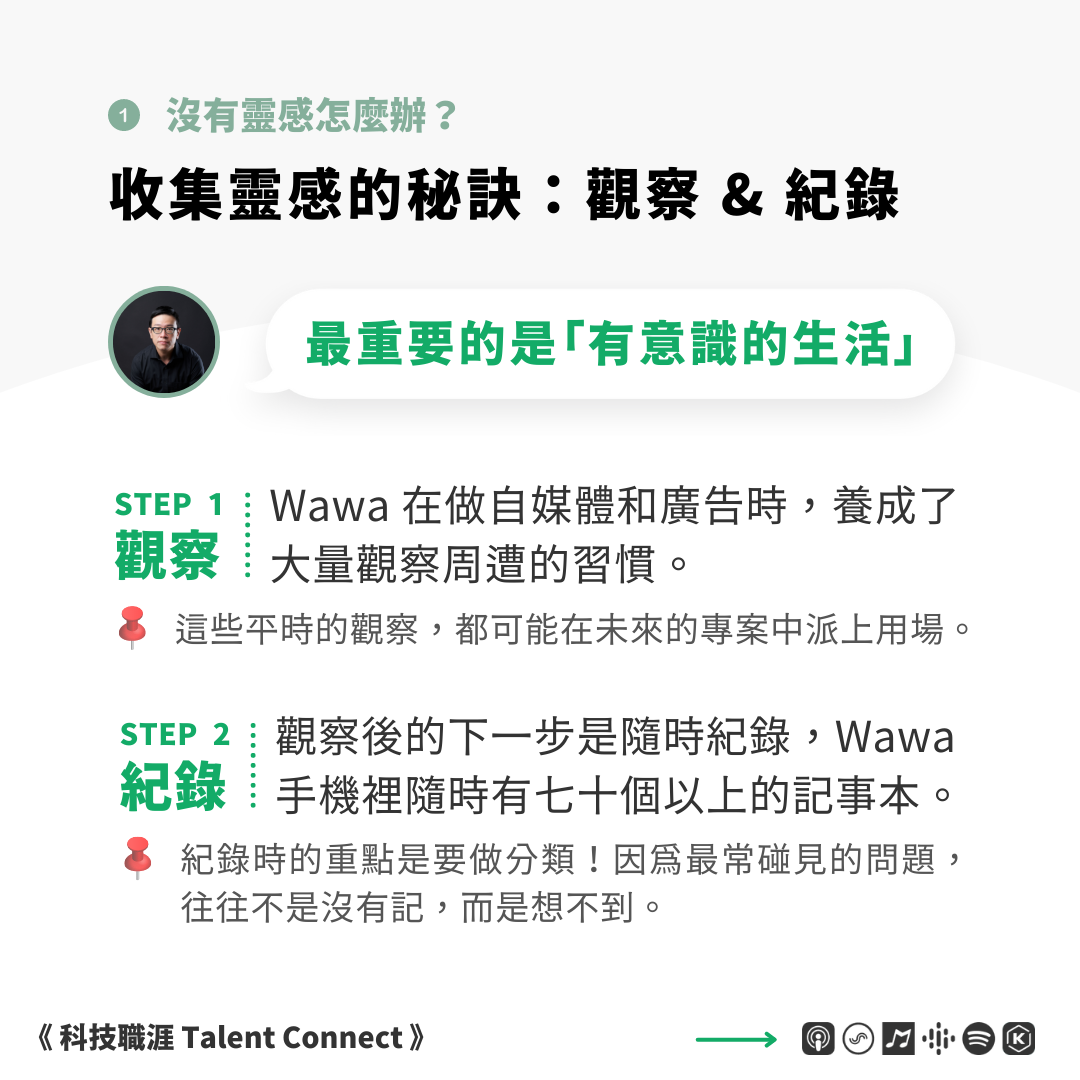 1 沒有靈感怎麼辦？
收集靈感的秘訣：觀察 & 紀錄
最重要的是「有意識的生活」
STEP 1
觀察
Wawa 在做自媒體和廣告時，養成了
大量觀察周遭的習慣。
這些平時的觀察，都可能在未來的專案中派上用場。
STEP 2
紀錄
觀察後的下一步是隨時紀錄，Wawa
手機裡隨時有七十個以上的記事本。
紀錄時的重點是要做分類！因爲最常碰見的問題，
往往不是沒有記，而是想不到。
《 科技職涯 Talent Connect 》